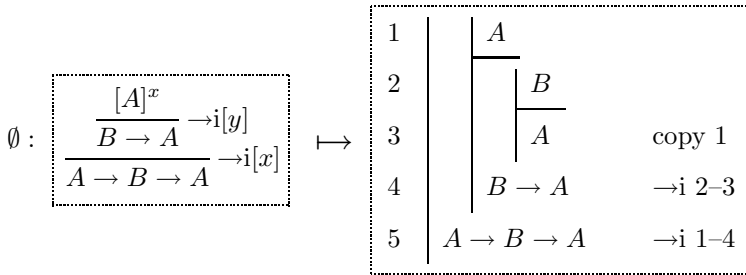 ∅ :
[A]^x
B → A →i[y]
A → B → A →i[x]
⟼
1 A
2 B
3 A copy 1
4 B → A →i 2–3
5 A → B → A →i 1–4